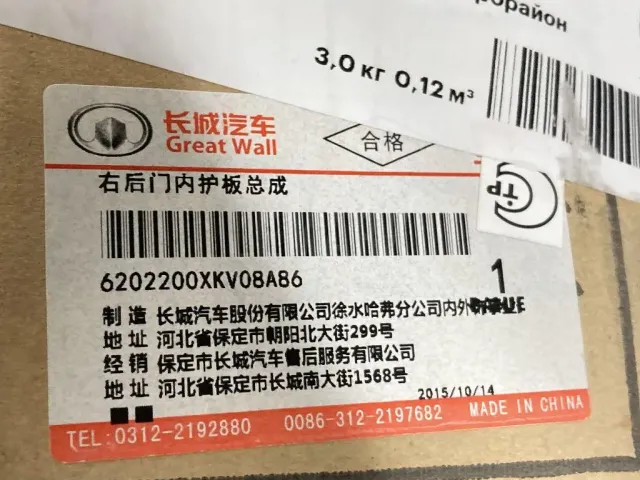 3,0 кг 0,12 м³
长城汽车
Great Wall
合格
右后门内护板总成
6202200XKV08A86
1
制造 长城汽车股份有限公司徐水哈弗分公司内外
地址 河北省保定市朝阳北大街299号
经销 保定市长城汽车售后服务有限公司
地址 河北省保定市长城南大街1568号
2015/10/14
TEL:0312-2192880 0086-312-2197682 MADE IN CHINA